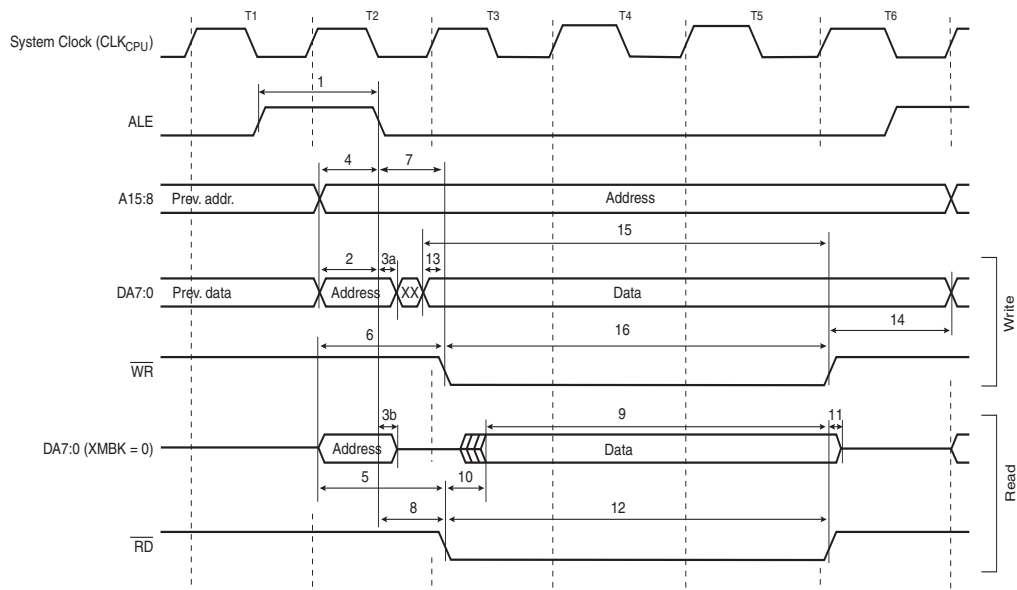 T1 T2 T3 T4 T5 T6
System Clock (CLKCPU)
1
ALE
4 7
A15:8 Prev. addr. Address
15
2 3a 13
DA7:0 Prev. data Address XX Data
14
6 16
WR
Write
3b 9 11
DA7:0 (XMBK = 0) Address Data
5 10
8 12
RD
Read